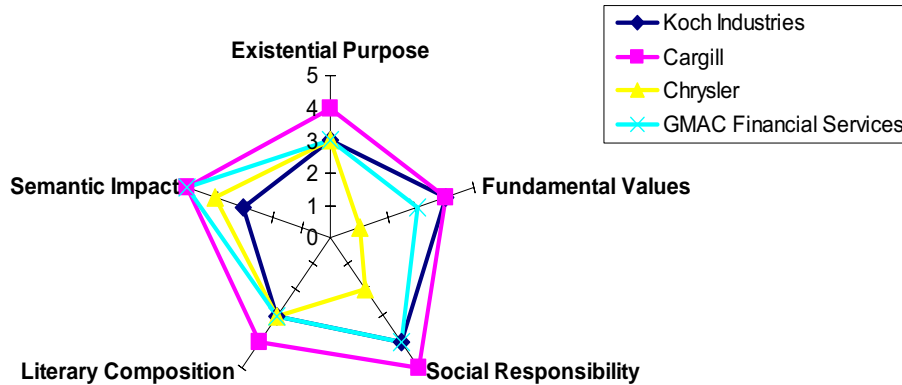 Koch Industries
Cargill
Chrysler
GMAC Financial Services
Existential Purpose
5
4
3
2
1
0
Semantic Impact
Fundamental Values
Literary Composition
Social Responsibility